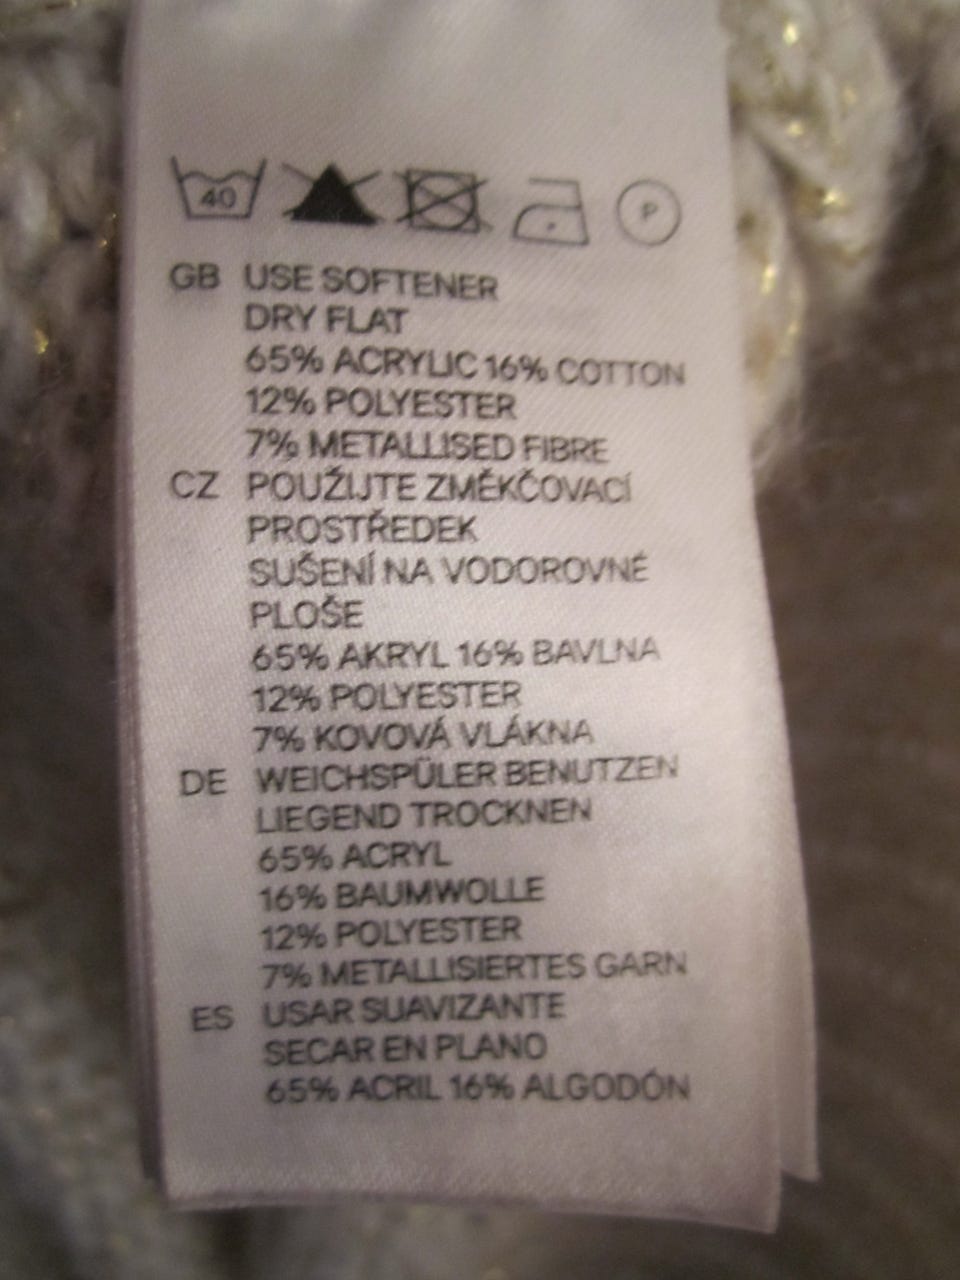 40
P
GB USE SOFTENER
DRY FLAT
65% ACRYLIC 16% COTTON
12% POLYESTER
7% METALLISED FIBRE
CZ POUŽIJTE ZMĚKČOVACÍ
PROSTŘEDEK
SUŠENÍ NA VODOROVNÉ
PLOŠE
65% AKRYL 16% BAVLNA
12% POLYESTER
7% KOVOVÁ VLÁKNA
DE WEICHSPÜLER BENUTZEN
LIEGEND TROCKNEN
65% ACRYL
16% BAUMWOLLE
12% POLYESTER
7% METALLISIERTES GARN
ES USAR SUAVIZANTE
SECAR EN PLANO
65% ACRIL 16% ALGODÓN